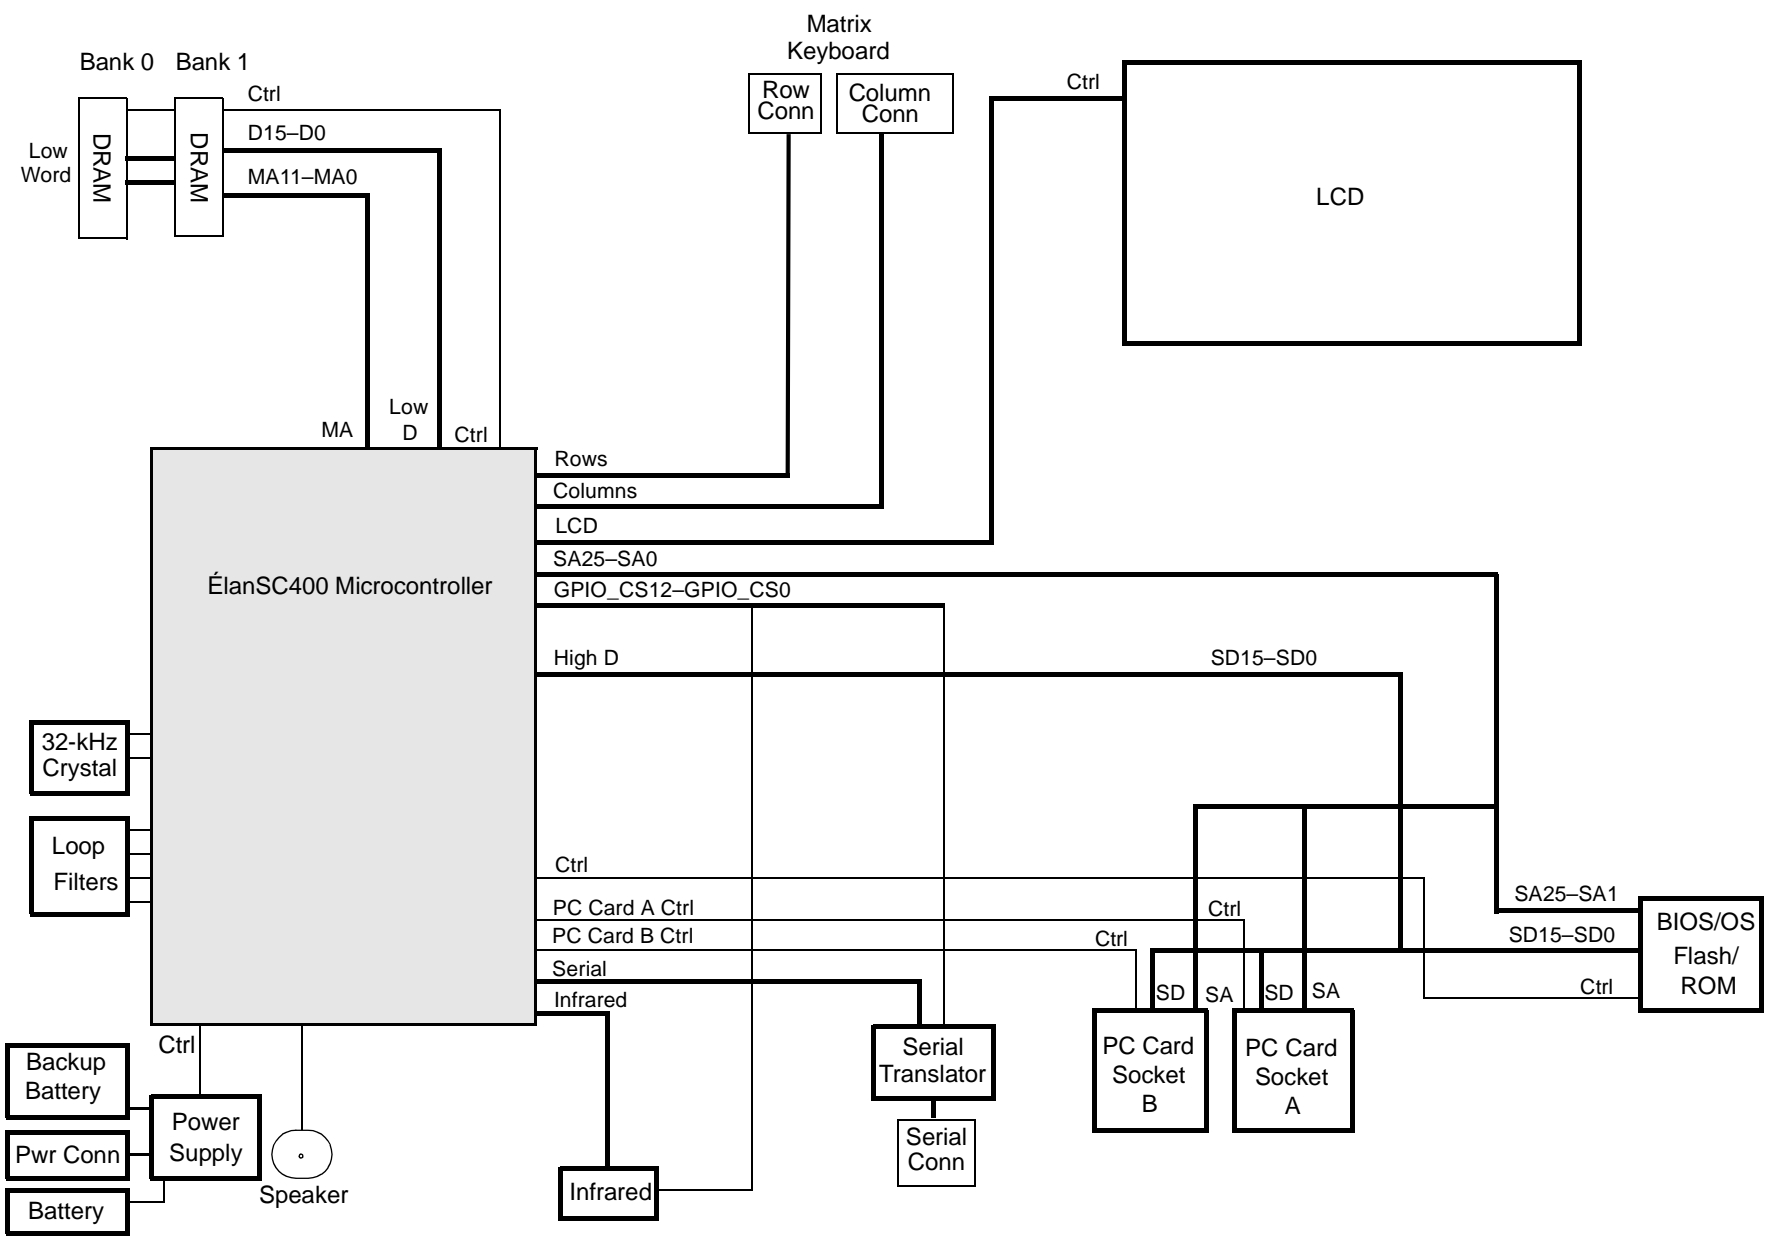 Matrix
Keyboard
Bank 0 Bank 1
Ctrl
Row
Conn
Column
Conn
Ctrl
D15–D0
Low
Word
DRAM
DRAM
MA11–MA0
LCD
Low
D
MA
Ctrl
Rows
Columns
LCD
SA25–SA0
ÉlanSC400 Microcontroller
GPIO_CS12–GPIO_CS0
High D
SD15–SD0
32-kHz
Crystal
Loop
Filters
Ctrl
PC Card A Ctrl
Ctrl
PC Card B Ctrl
Ctrl
SA25–SA1
SD15–SD0
BIOS/OS
Flash/
ROM
Ctrl
Serial
Infrared
SD
SA
SD
SA
Ctrl
Backup
Battery
Power
Supply
Pwr Conn
Battery
Speaker
Infrared
Serial
Translator
Serial
Conn
PC Card
Socket
B
PC Card
Socket
A